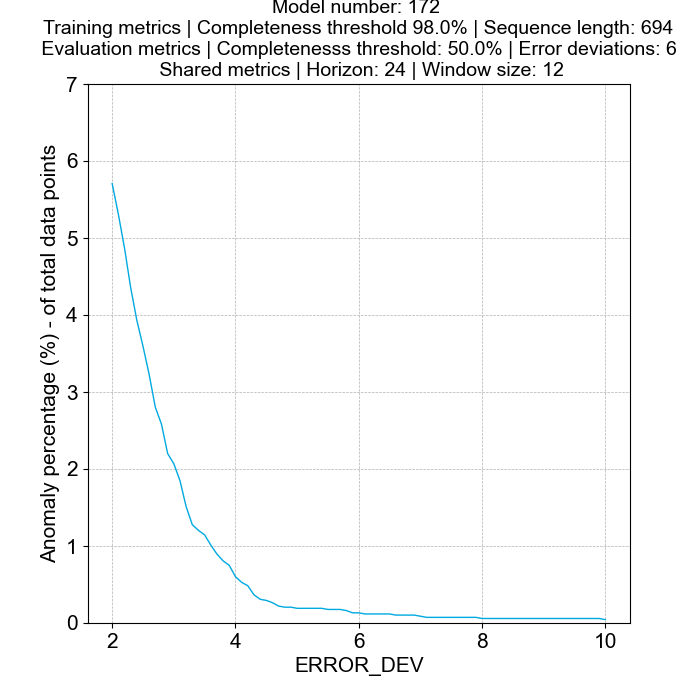 Model number: 172
Training metrics | Completeness threshold 98.0% | Sequence length: 694
Evaluation metrics | Completenesss threshold: 50.0% | Error deviations: 6
Shared metrics | Horizon: 24 | Window size: 12
Anomaly percentage (%) - of total data points
7
6
5
4
3
2
1
0
2 4 6 8 10
ERROR_DEV